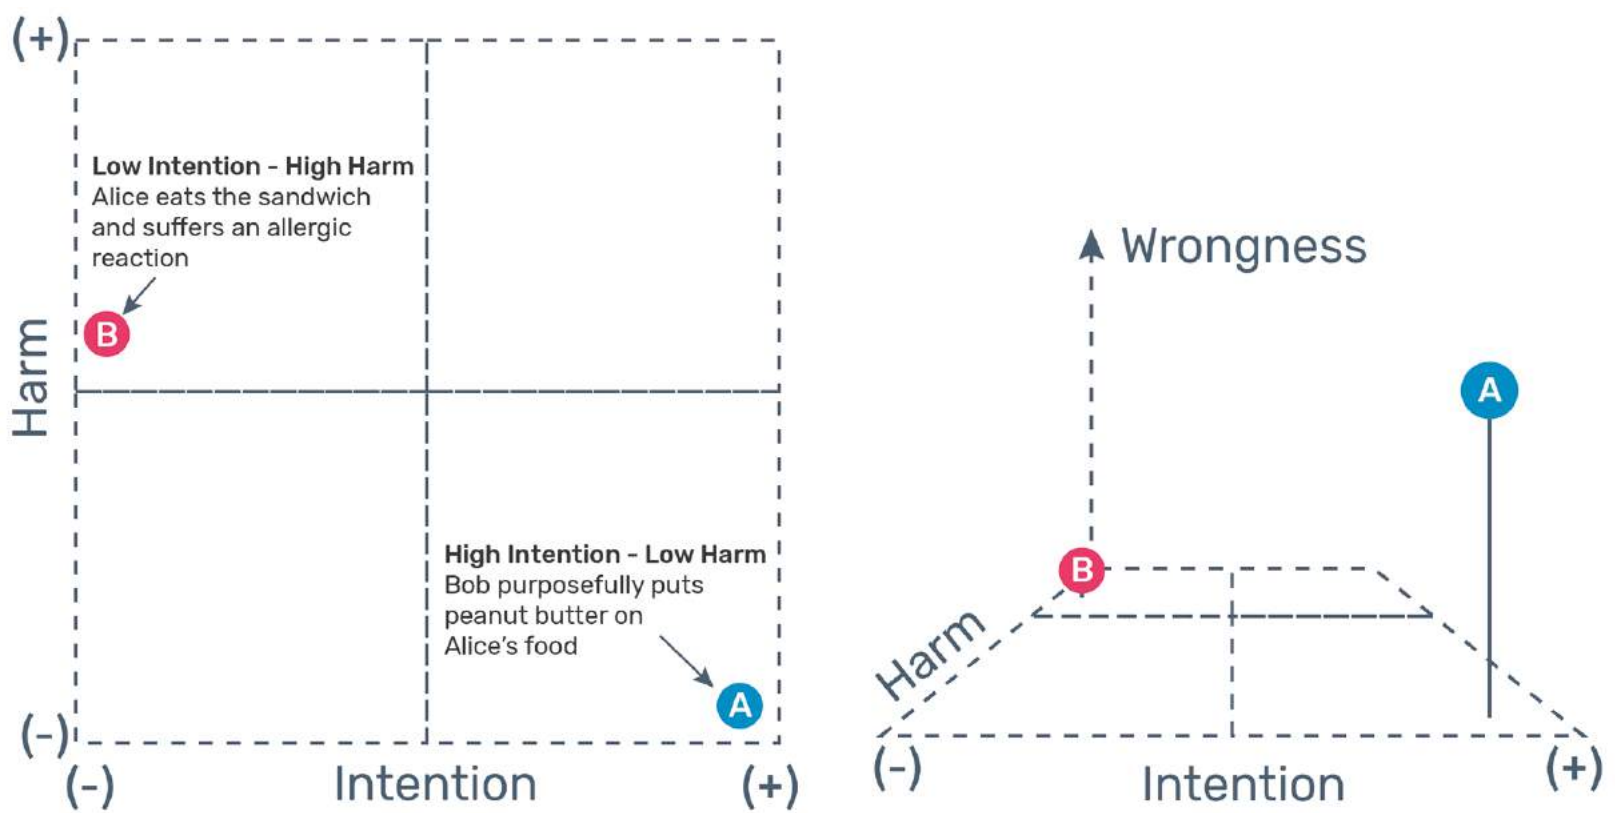 (+)
Low Intention - High Harm
Alice eats the sandwich
and suffers an allergic
reaction
B
Harm
High Intention - Low Harm
Bob purposefully puts
peanut butter on
Alice's food
A
(-)
(-)
Intention
(+)
Wrongness
A
B
Harm
(-)
Intention
(+)